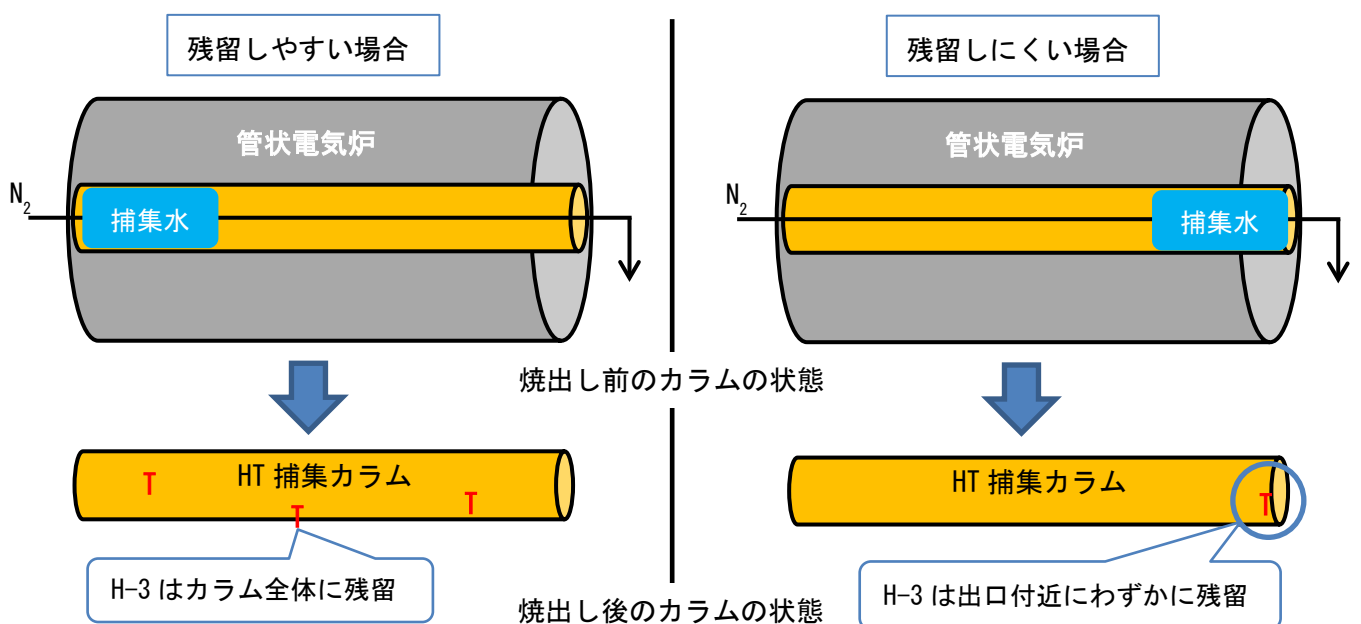 残留しやすい場合
残留しにくい場合
管状電気炉
管状電気炉
N2
捕集水
N2
捕集水
焼出し前のカラムの状態
HT 捕集カラム
T
T
T
HT 捕集カラム
T
H-3 はカラム全体に残留
H-3 は出口付近にわずかに残留
焼出し後のカラムの状態